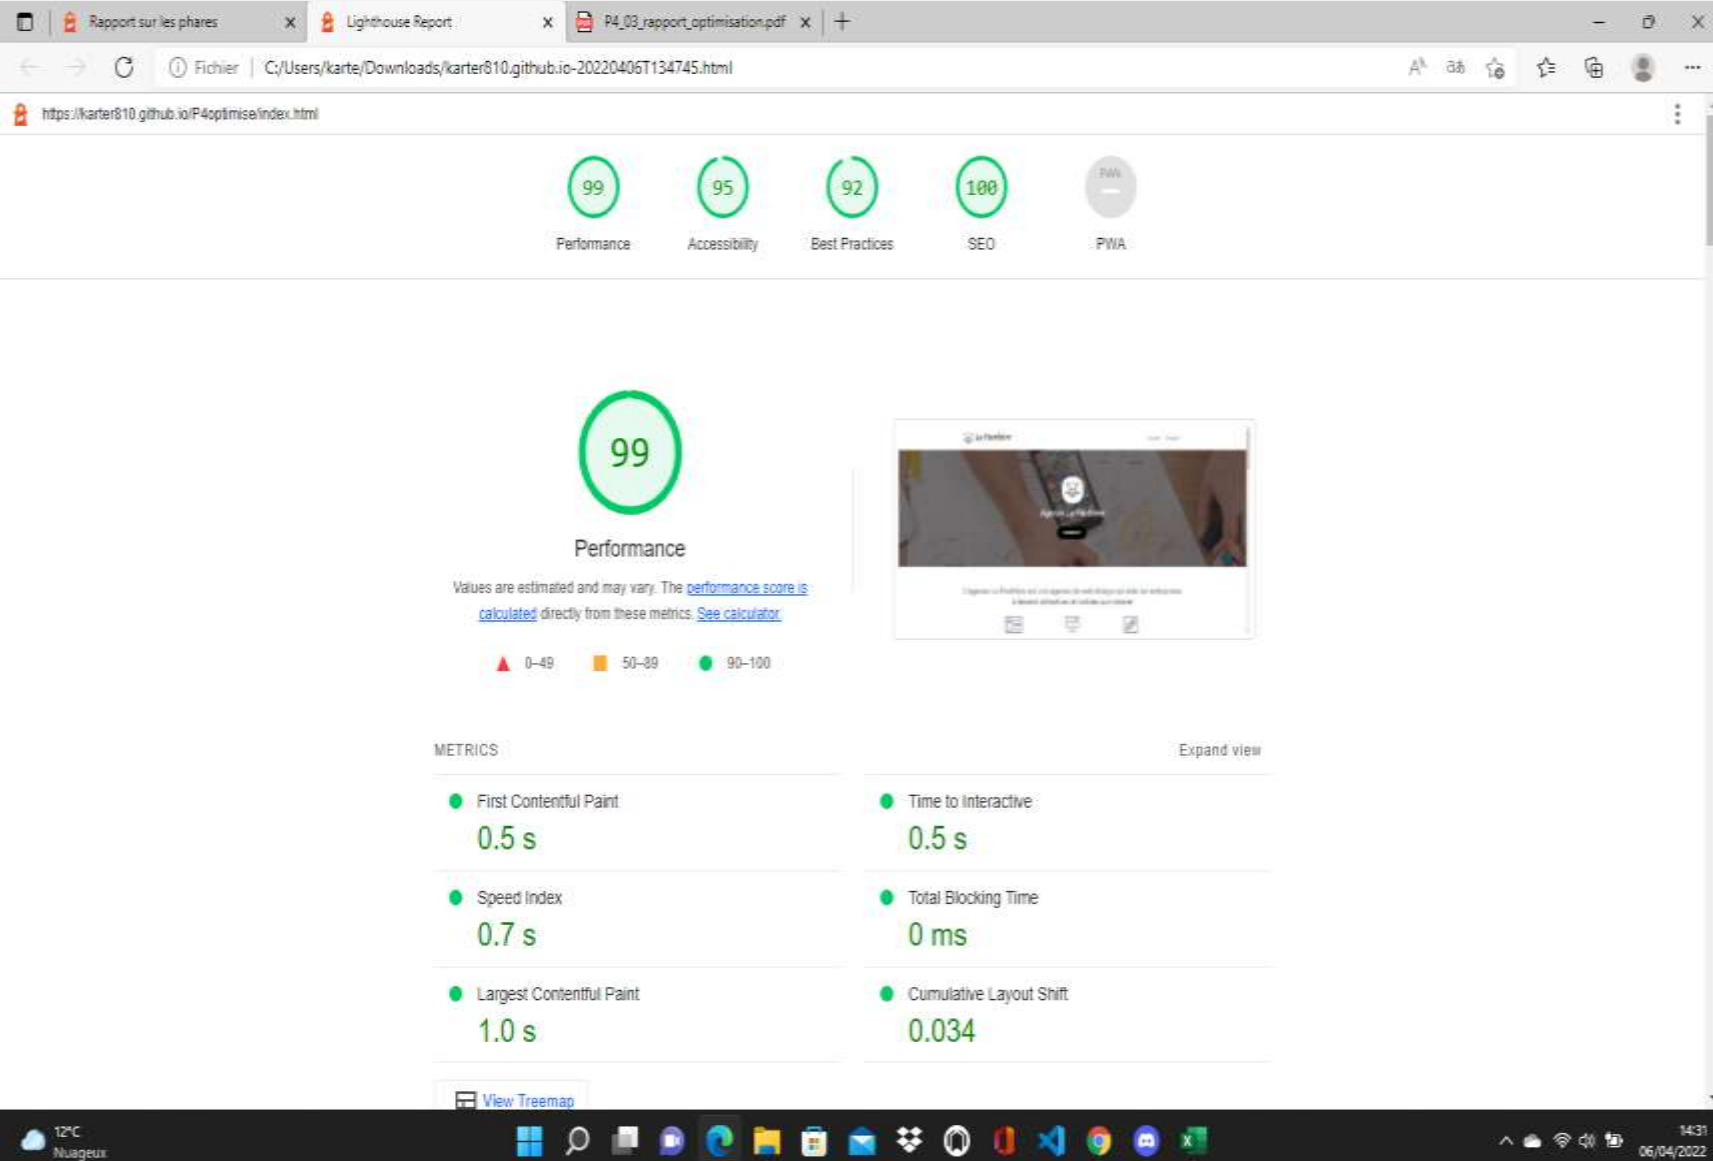 Rapport sur les phares
Lighthouse Report
P4_03_rapport_optimisation.pdf
Fichier
C:/Users/karte/Downloads/karter810.github.io-20220406T134745.html
https://karter810.github.io/P4optimise/index.html
99 95 92 100 PWA
Performance Accessibility Best Practices SEO PWA
99
Performance
Values are estimated and may vary. The performance score is
calculated directly from these metrics. See calculator.
0–49 50–89 90–100
METRICS Expand view
First Contentful Paint
0.5 s
Time to Interactive
0.5 s
Speed Index
0.7 s
Total Blocking Time
0 ms
Largest Contentful Paint
1.0 s
Cumulative Layout Shift
0.034
View Treemap
12°C
Nuageux
14:31
06/04/2022